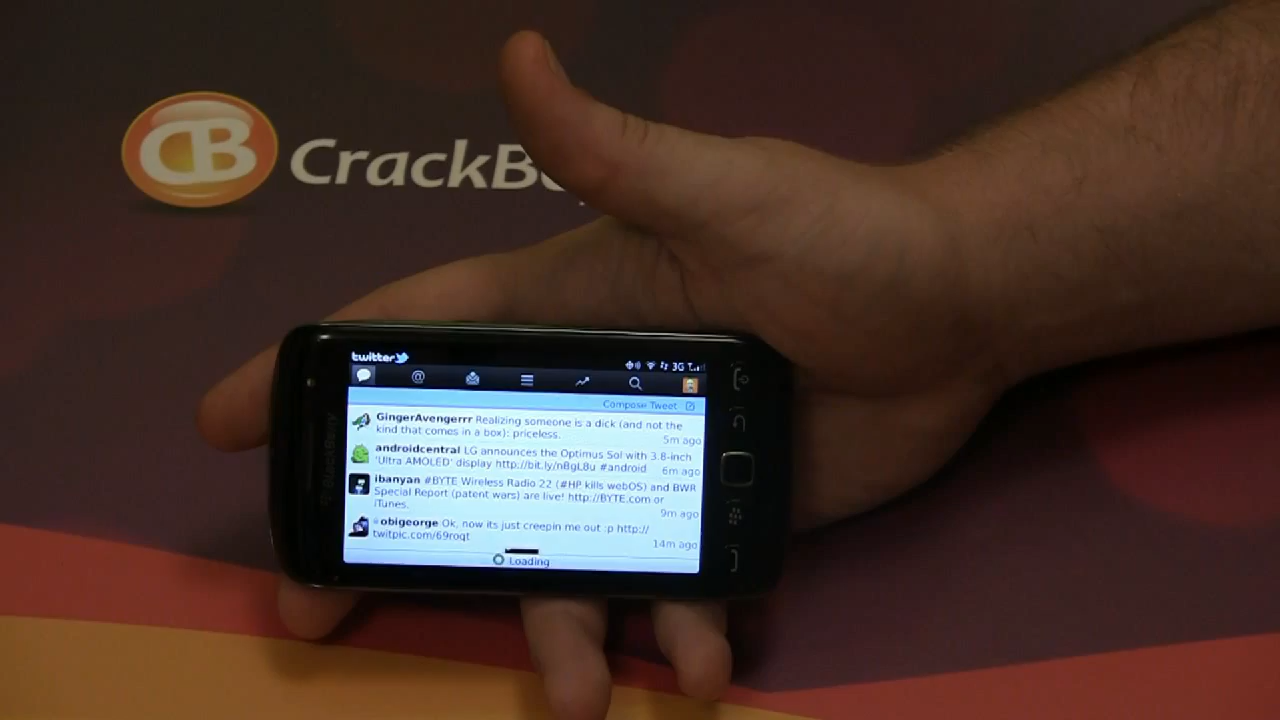 CB CrackBe
twitter
3G
@
Compose Tweet
GingerAvengerrr Realizing someone is a dick (and not the
kind that comes in a box): priceless.
5m ago
androidcentral LG announces the Optimus Sol with 3.8-inch
'Ultra AMOLED' display http://bit.ly/nBgL8u #android 6m ago
ibanyan #BYTE Wireless Radio 22 (#HP kills webOS) and BWR
Special Report (patent wars) are live! http://BYTE.com or
iTunes.
9m ago
obigeorge Ok, now its just creepin me out :p http://
twitpic.com/69roqt
14m ago
Loading
BlackBerry